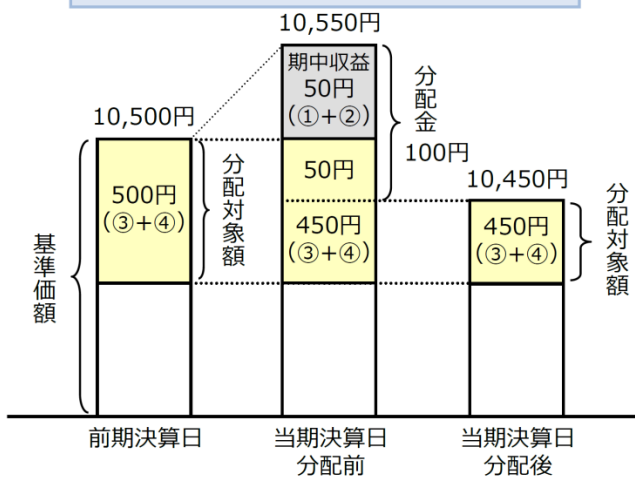 10,550円
期中収益
50円
(①+②)
分配金
100円
10,500円
500円
(③+④)
分配対象額
50円
450円
(③+④)
10,450円
450円
(③+④)
分配対象額
基準価額
前期決算日
当期決算日
分配前
当期決算日
分配後